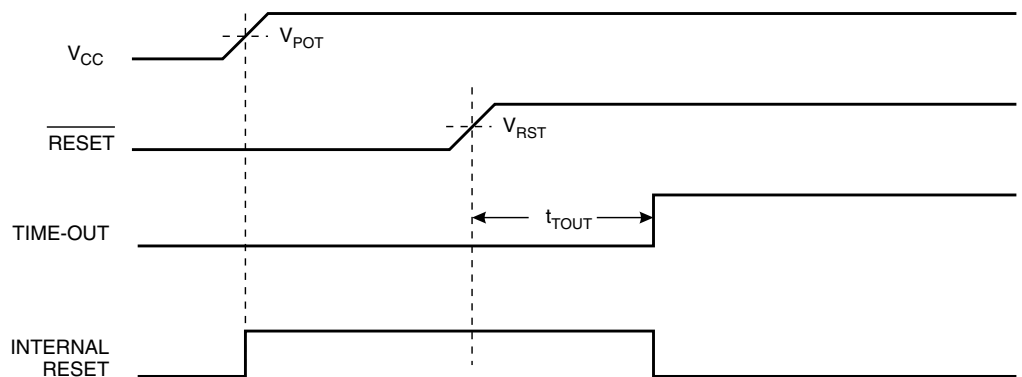 V_CC
V_POT
RESET
V_RST
TIME-OUT
t_TOUT
INTERNAL
RESET